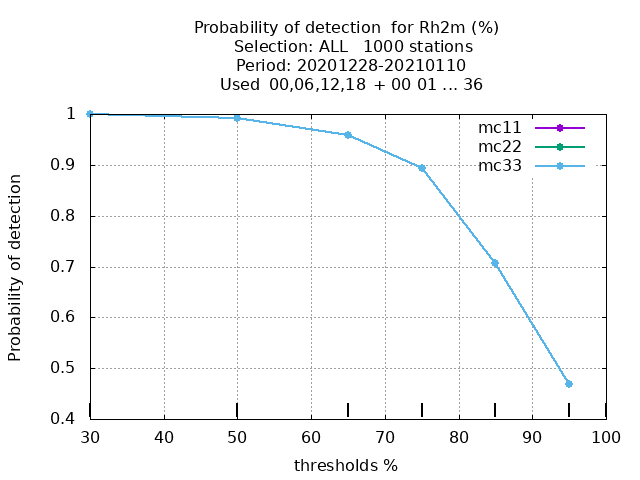 Probability of detection  for Rh2m (%)
Selection: ALL   1000 stations
Period: 20201228-20210110
Used  00,06,12,18  + 00 01 ... 36
mc11
mc22
mc33
Probability of detection
1
0.9
0.8
0.7
0.6
0.5
0.4
30 40 50 60 70 80 90 100
thresholds %